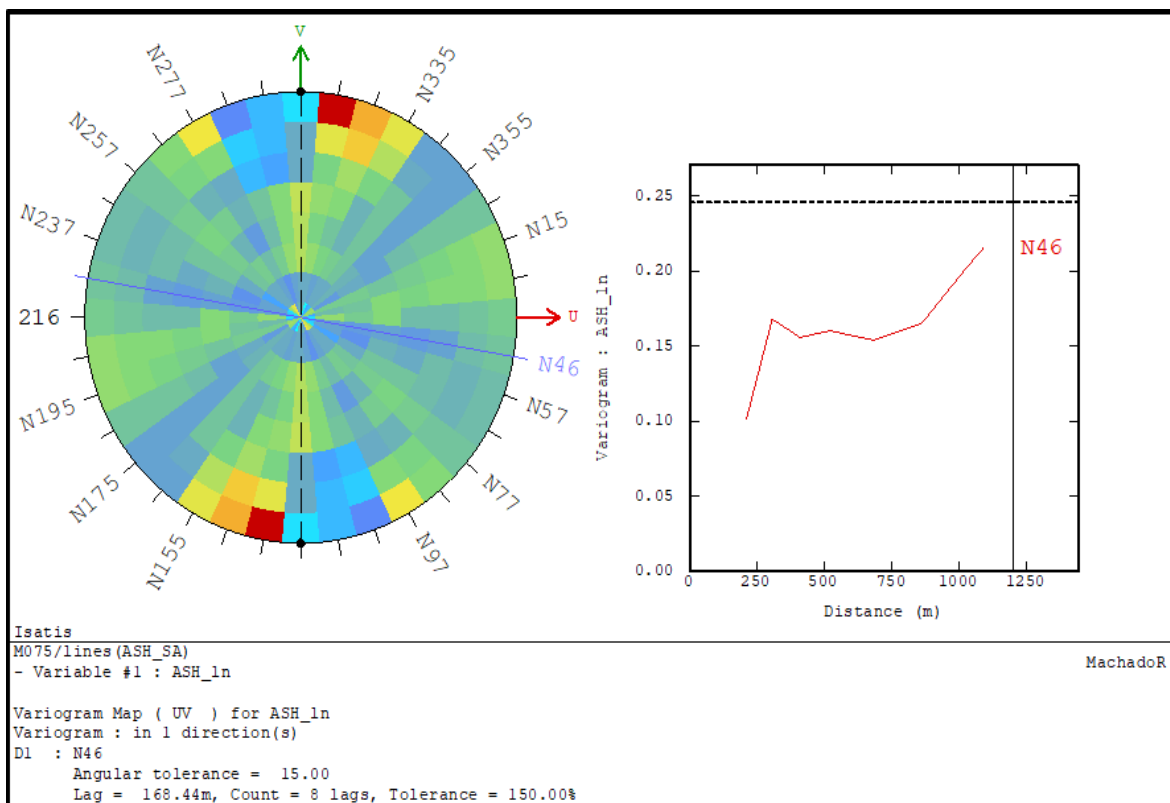 V
N277
N335
N257
N355
N237
N15
216
U
N46
N195
N57
N175
N77
N155
N97
Variogram : ASH_ln
0.25
0.20
0.15
0.10
0.05
0.00
N46
0
250
500
750
1000
1250
Distance (m)
Isatis
M075/lines(ASH_SA)
- Variable #1 : ASH_ln
MachadoR
Variogram Map ( UV  ) for ASH_ln
Variogram : in 1 direction(s)
D1  : N46
Angular tolerance =  15.00
Lag =  168.44m, Count = 8 lags, Tolerance = 150.00%